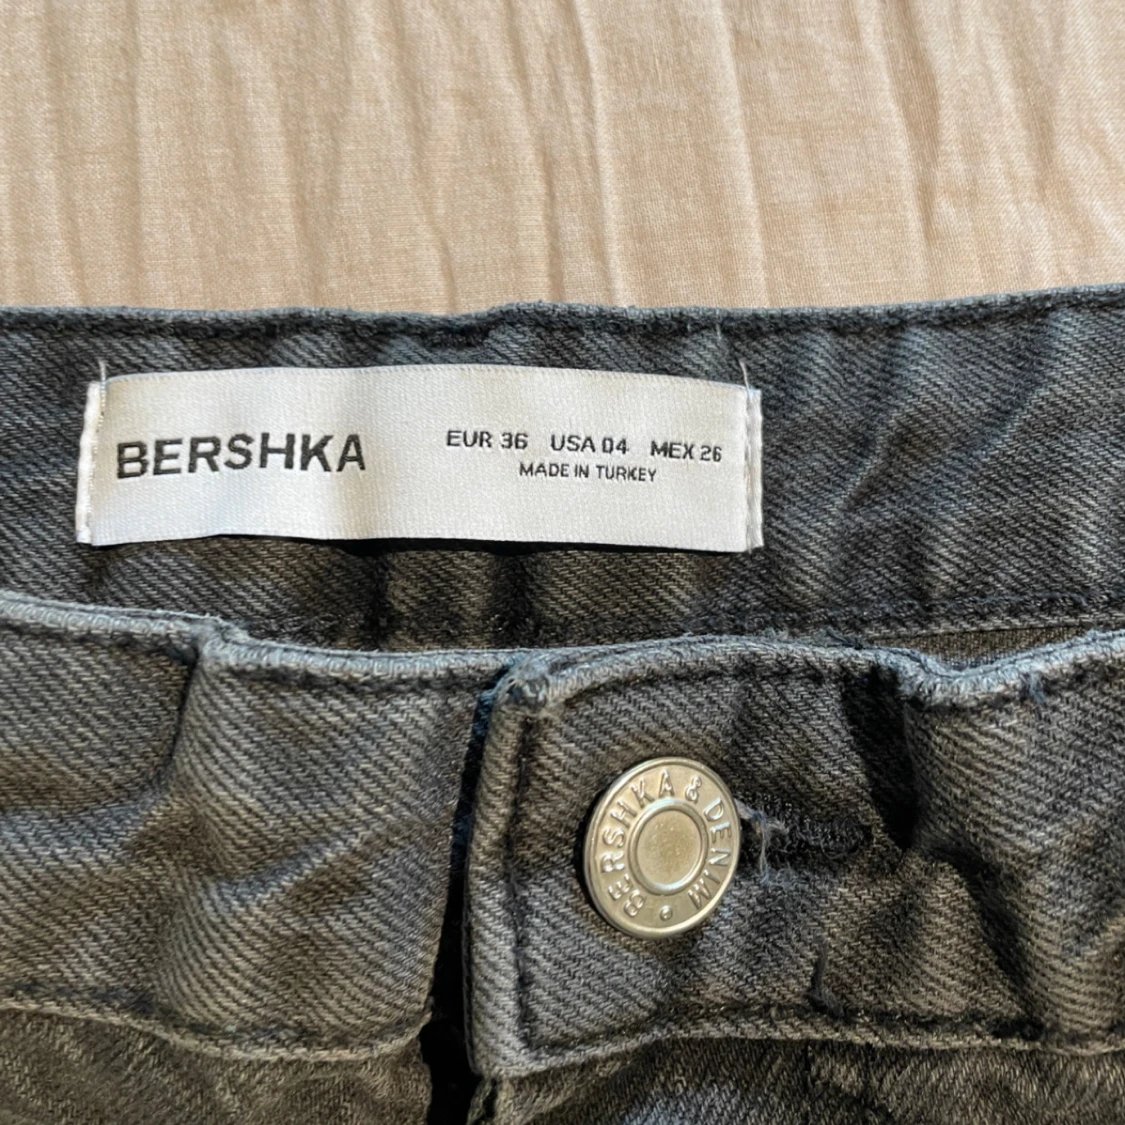 BERSHKA
EUR 36 USA 04 MEX 26
MADE IN TURKEY
BERSHKA & DENIM •